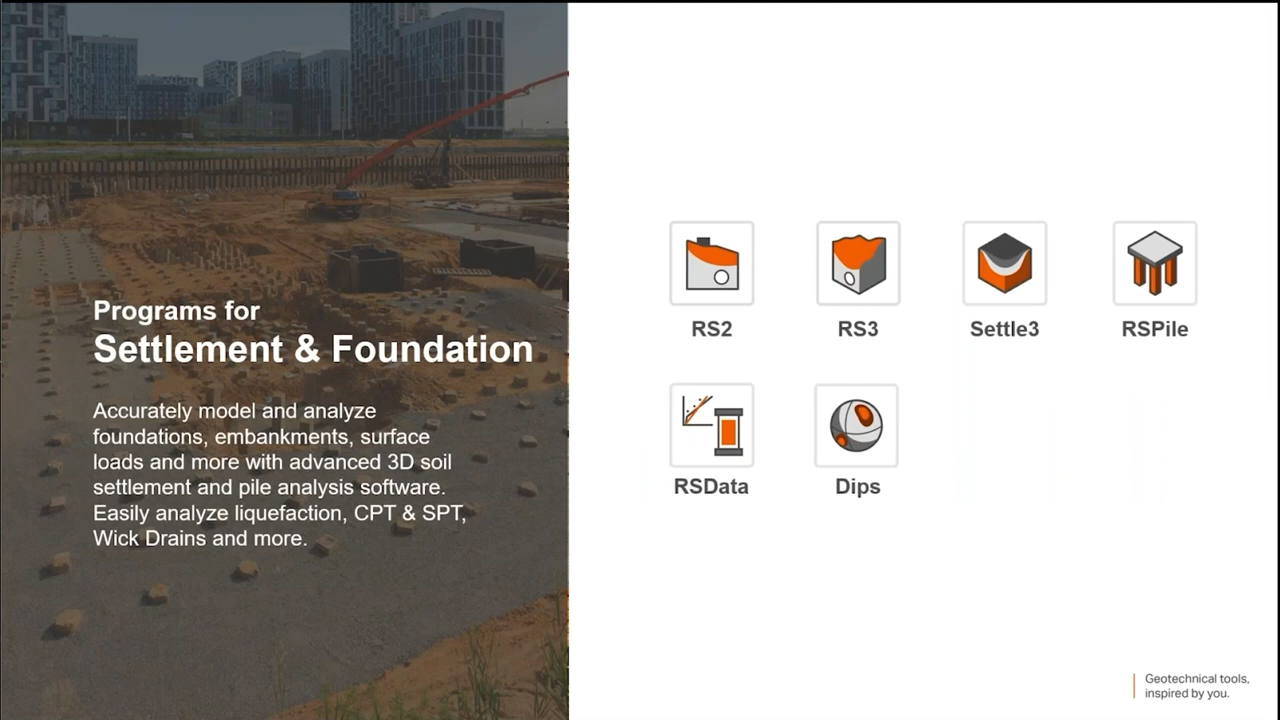 Programs for
Settlement & Foundation
Accurately model and analyze
foundations, embankments, surface
loads and more with advanced 3D soil
settlement and pile analysis software.
Easily analyze liquefaction, CPT & SPT,
Wick Drains and more.
RS2
RS3
Settle3
RSPile
RSData
Dips
Geotechnical tools,
inspired by you.